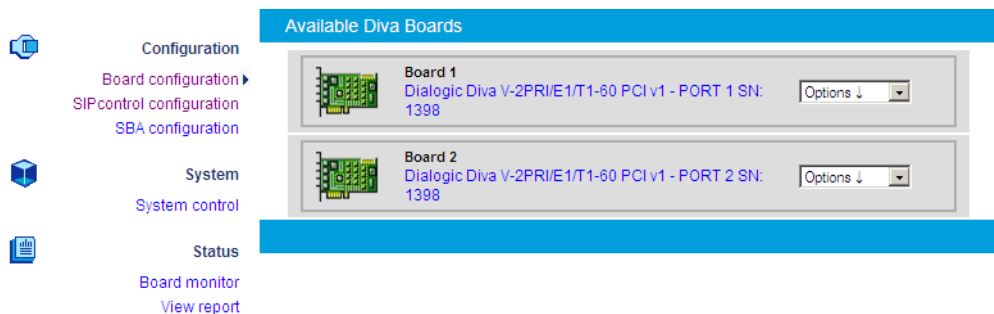 Configuration
Board configuration
SIPcontrol configuration
SBA configuration
System
System control
Status
Board monitor
View report
Available Diva Boards
Board 1
Dialogic Diva V-2PRI/E1/T1-60 PCI v1 - PORT 1 SN:
1398
Options ↓
Board 2
Dialogic Diva V-2PRI/E1/T1-60 PCI v1 - PORT 2 SN:
1398
Options ↓